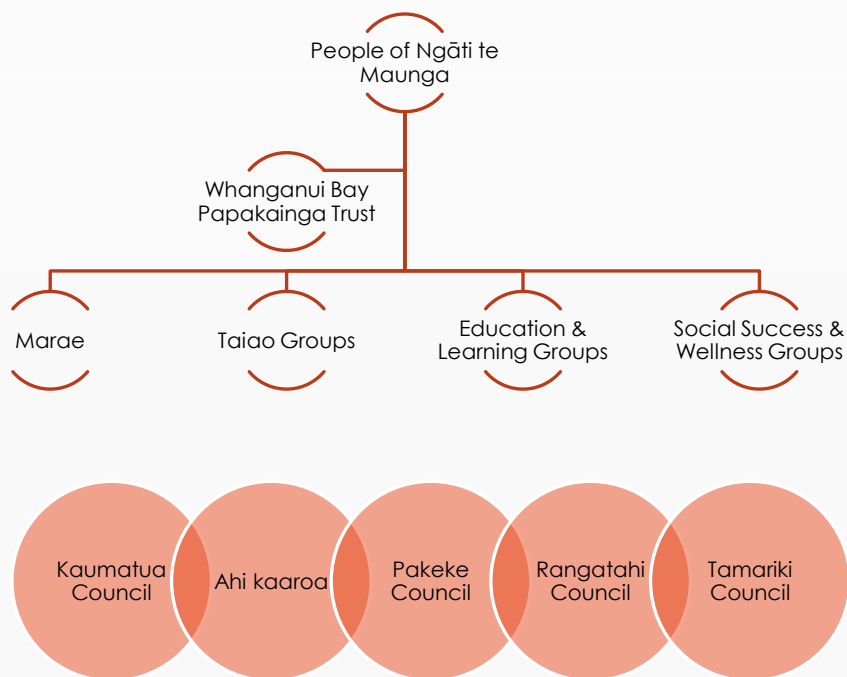 People of Ngāti te
Maunga
Whanganui Bay
Papakainga Trust
Marae
Taiao Groups
Education &
Learning Groups
Social Success &
Wellness Groups
Kaumatua
Council
Ahi kaaroa
Pakeke
Council
Rangatahi
Council
Tamariki
Council